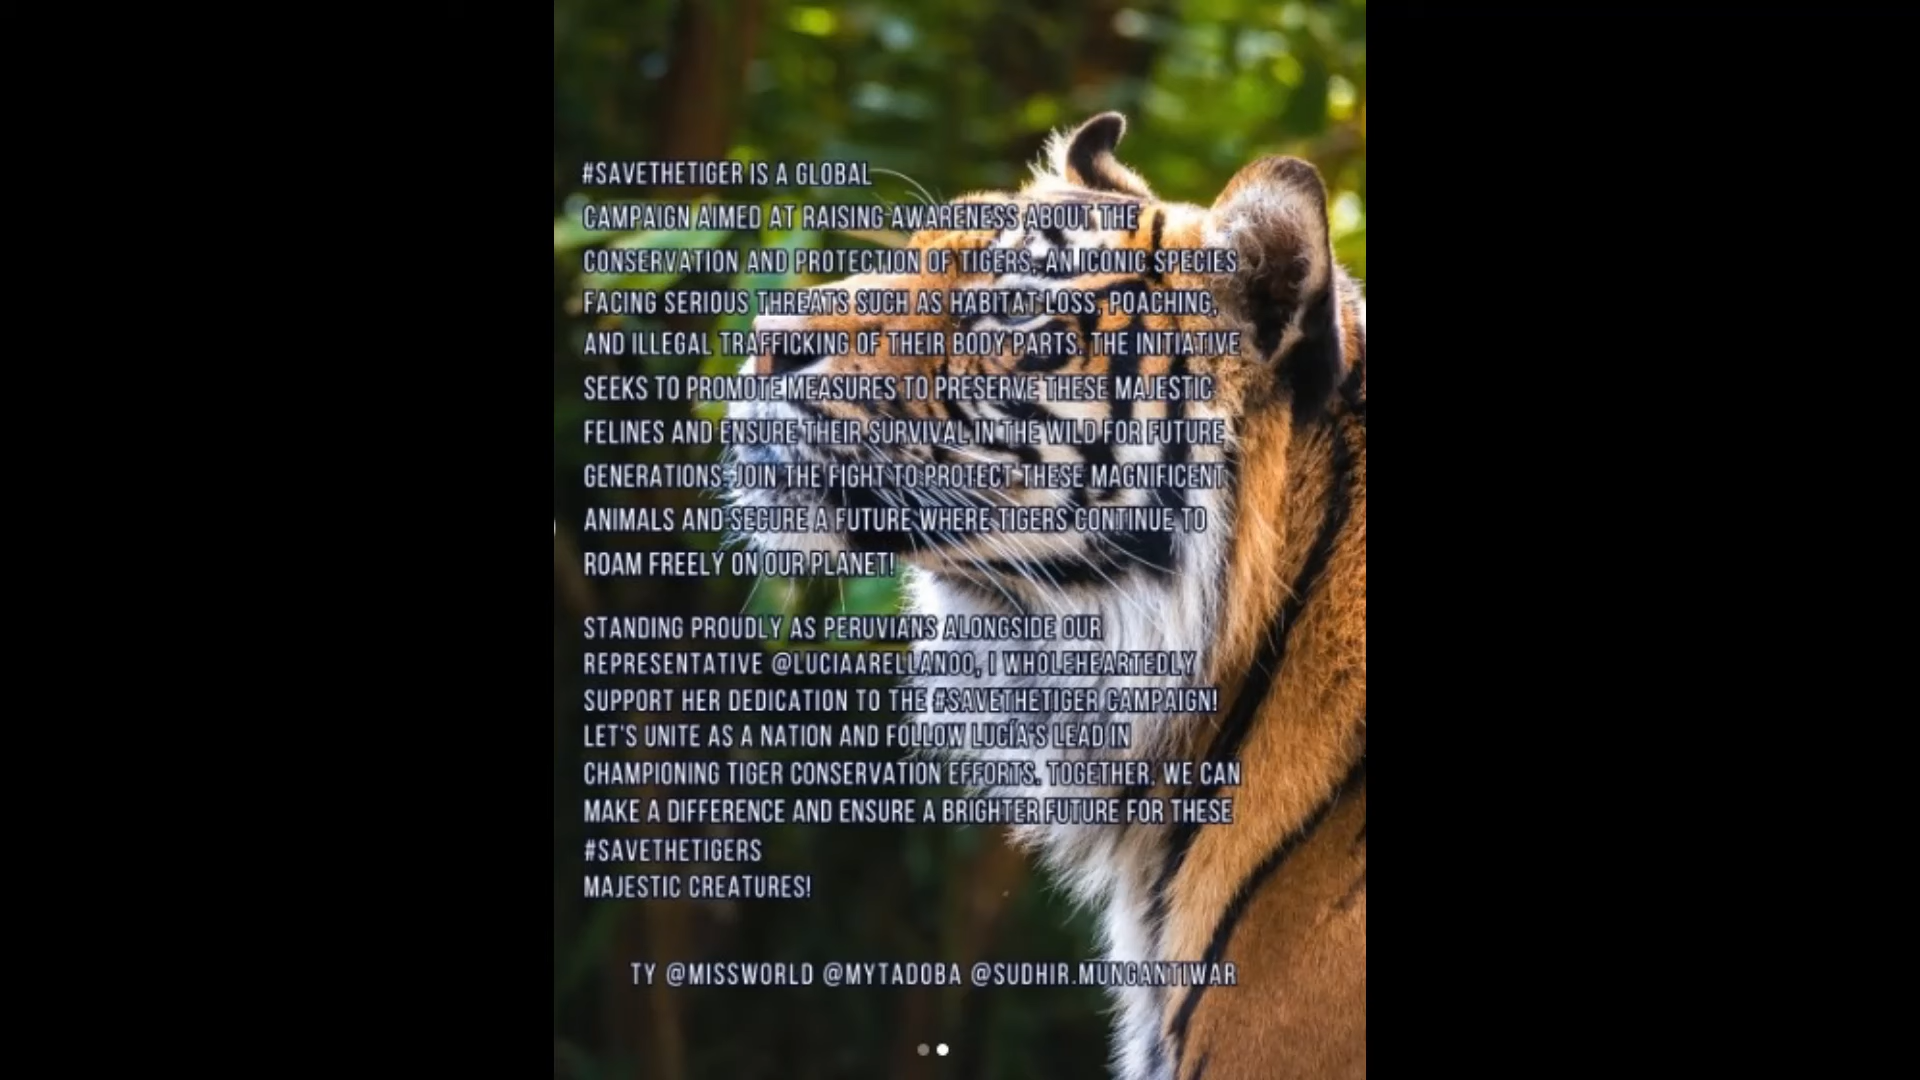 #SAVETHETIGER IS A GLOBAL
CAMPAIGN AIMED AT RAISING AWARENESS ABOUT THE
CONSERVATION AND PROTECTION OF TIGERS, AN ICONIC SPECIES
FACING SERIOUS THREATS SUCH AS HABITAT LOSS, POACHING,
AND ILLEGAL TRAFFICKING OF THEIR BODY PARTS. THE INITIATIVE
SEEKS TO PROMOTE MEASURES TO PRESERVE THESE MAJESTIC
FELINES AND ENSURE THEIR SURVIVAL IN THE WILD FOR FUTURE
GENERATIONS. JOIN THE FIGHT TO PROTECT THESE MAGNIFICENT
ANIMALS AND SECURE A FUTURE WHERE TIGERS CONTINUE TO
ROAM FREELY ON OUR PLANET!
STANDING PROUDLY AS PERUVIANS ALONGSIDE OUR
REPRESENTATIVE @LUCIAARELLANOO, I WHOLEHEARTEDLY
SUPPORT HER DEDICATION TO THE #SAVETHETIGER CAMPAIGN!
LET'S UNITE AS A NATION AND FOLLOW LUCÍA'S LEAD IN
CHAMPIONING TIGER CONSERVATION EFFORTS. TOGETHER, WE CAN
MAKE A DIFFERENCE AND ENSURE A BRIGHTER FUTURE FOR THESE
#SAVETHETIGERS
MAJESTIC CREATURES!
TY @MISSWORLD @MYTADOBA @SUDHIR.MUNGANTIWAR